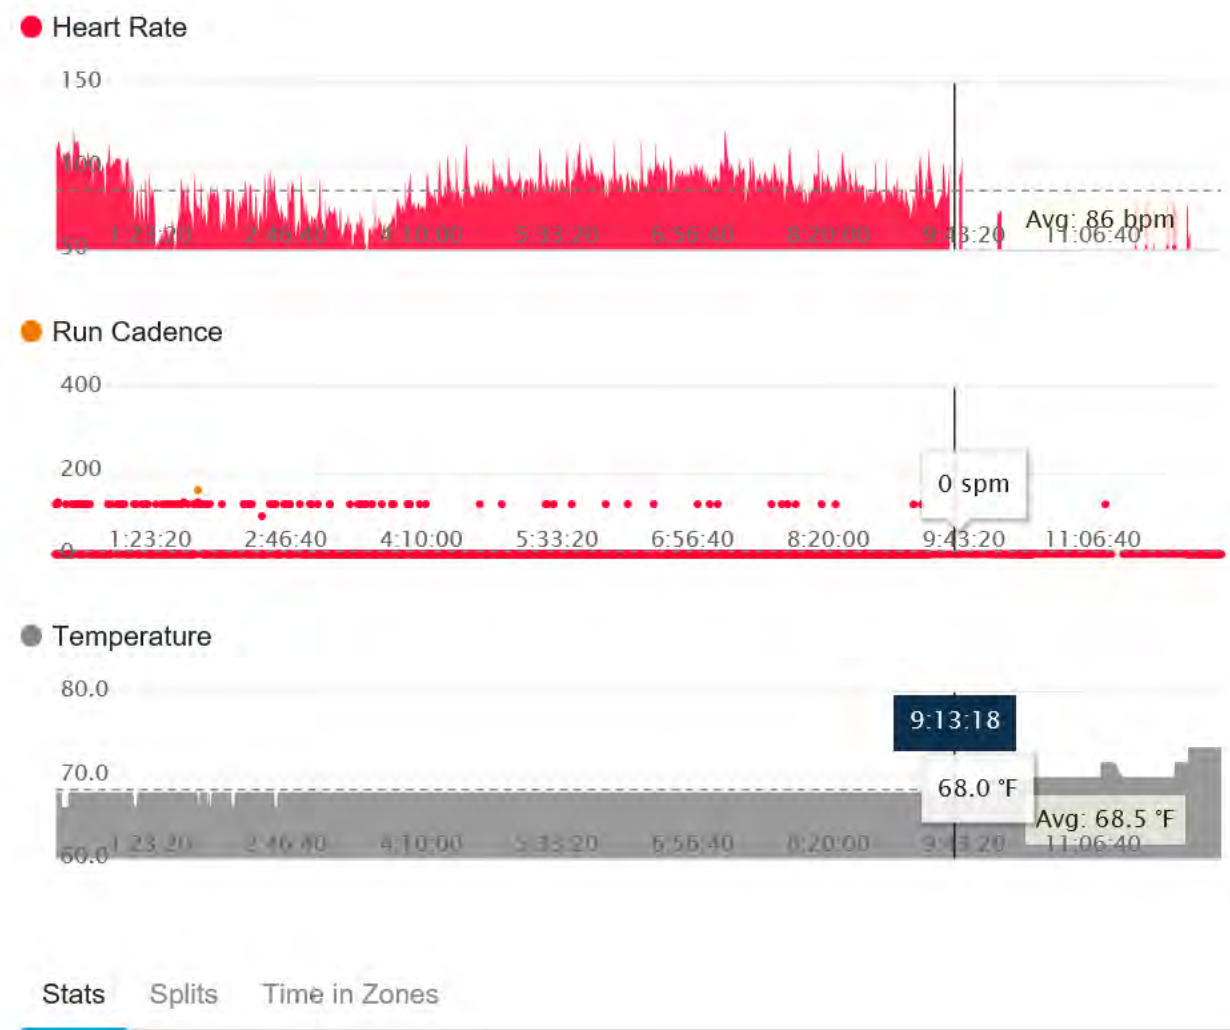 Heart Rate
150
100
Avg: 86 bpm
50 1:23:20 2:46:40 4:10:00 5:33:20 6:56:40 8:20:00 9:43:20 11:06:40
Run Cadence
400
200
0 spm
0 1:23:20 2:46:40 4:10:00 5:33:20 6:56:40 8:20:00 9:43:20 11:06:40
Temperature
80.0
9:13:18
70.0
68.0 °F
Avg: 68.5 °F
60.0 1:23:20 2:46:40 4:10:00 5:33:20 6:56:40 8:20:00 9:43:20 11:06:40
Stats Splits Time in Zones